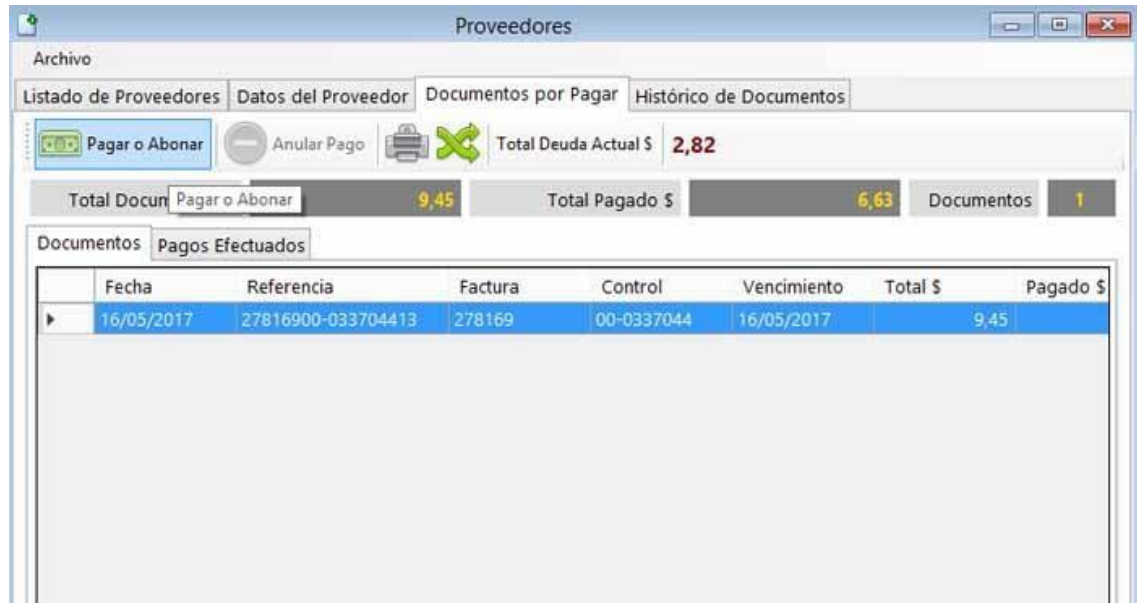 Proveedores
Archivo
Listado de Proveedores Datos del Proveedor Documentos por Pagar Histórico de Documentos
Pagar o Abonar Anular Pago Total Deuda Actual $ 2,82
Total Docum Pagar o Abonar 9,45 Total Pagado $ 6,63 Documentos 1
Documentos Pagos Efectuados
Fecha Referencia Factura Control Vencimiento Total $ Pagado $
16/05/2017 27816900-033704413 278169 00-0337044 16/05/2017 9,45